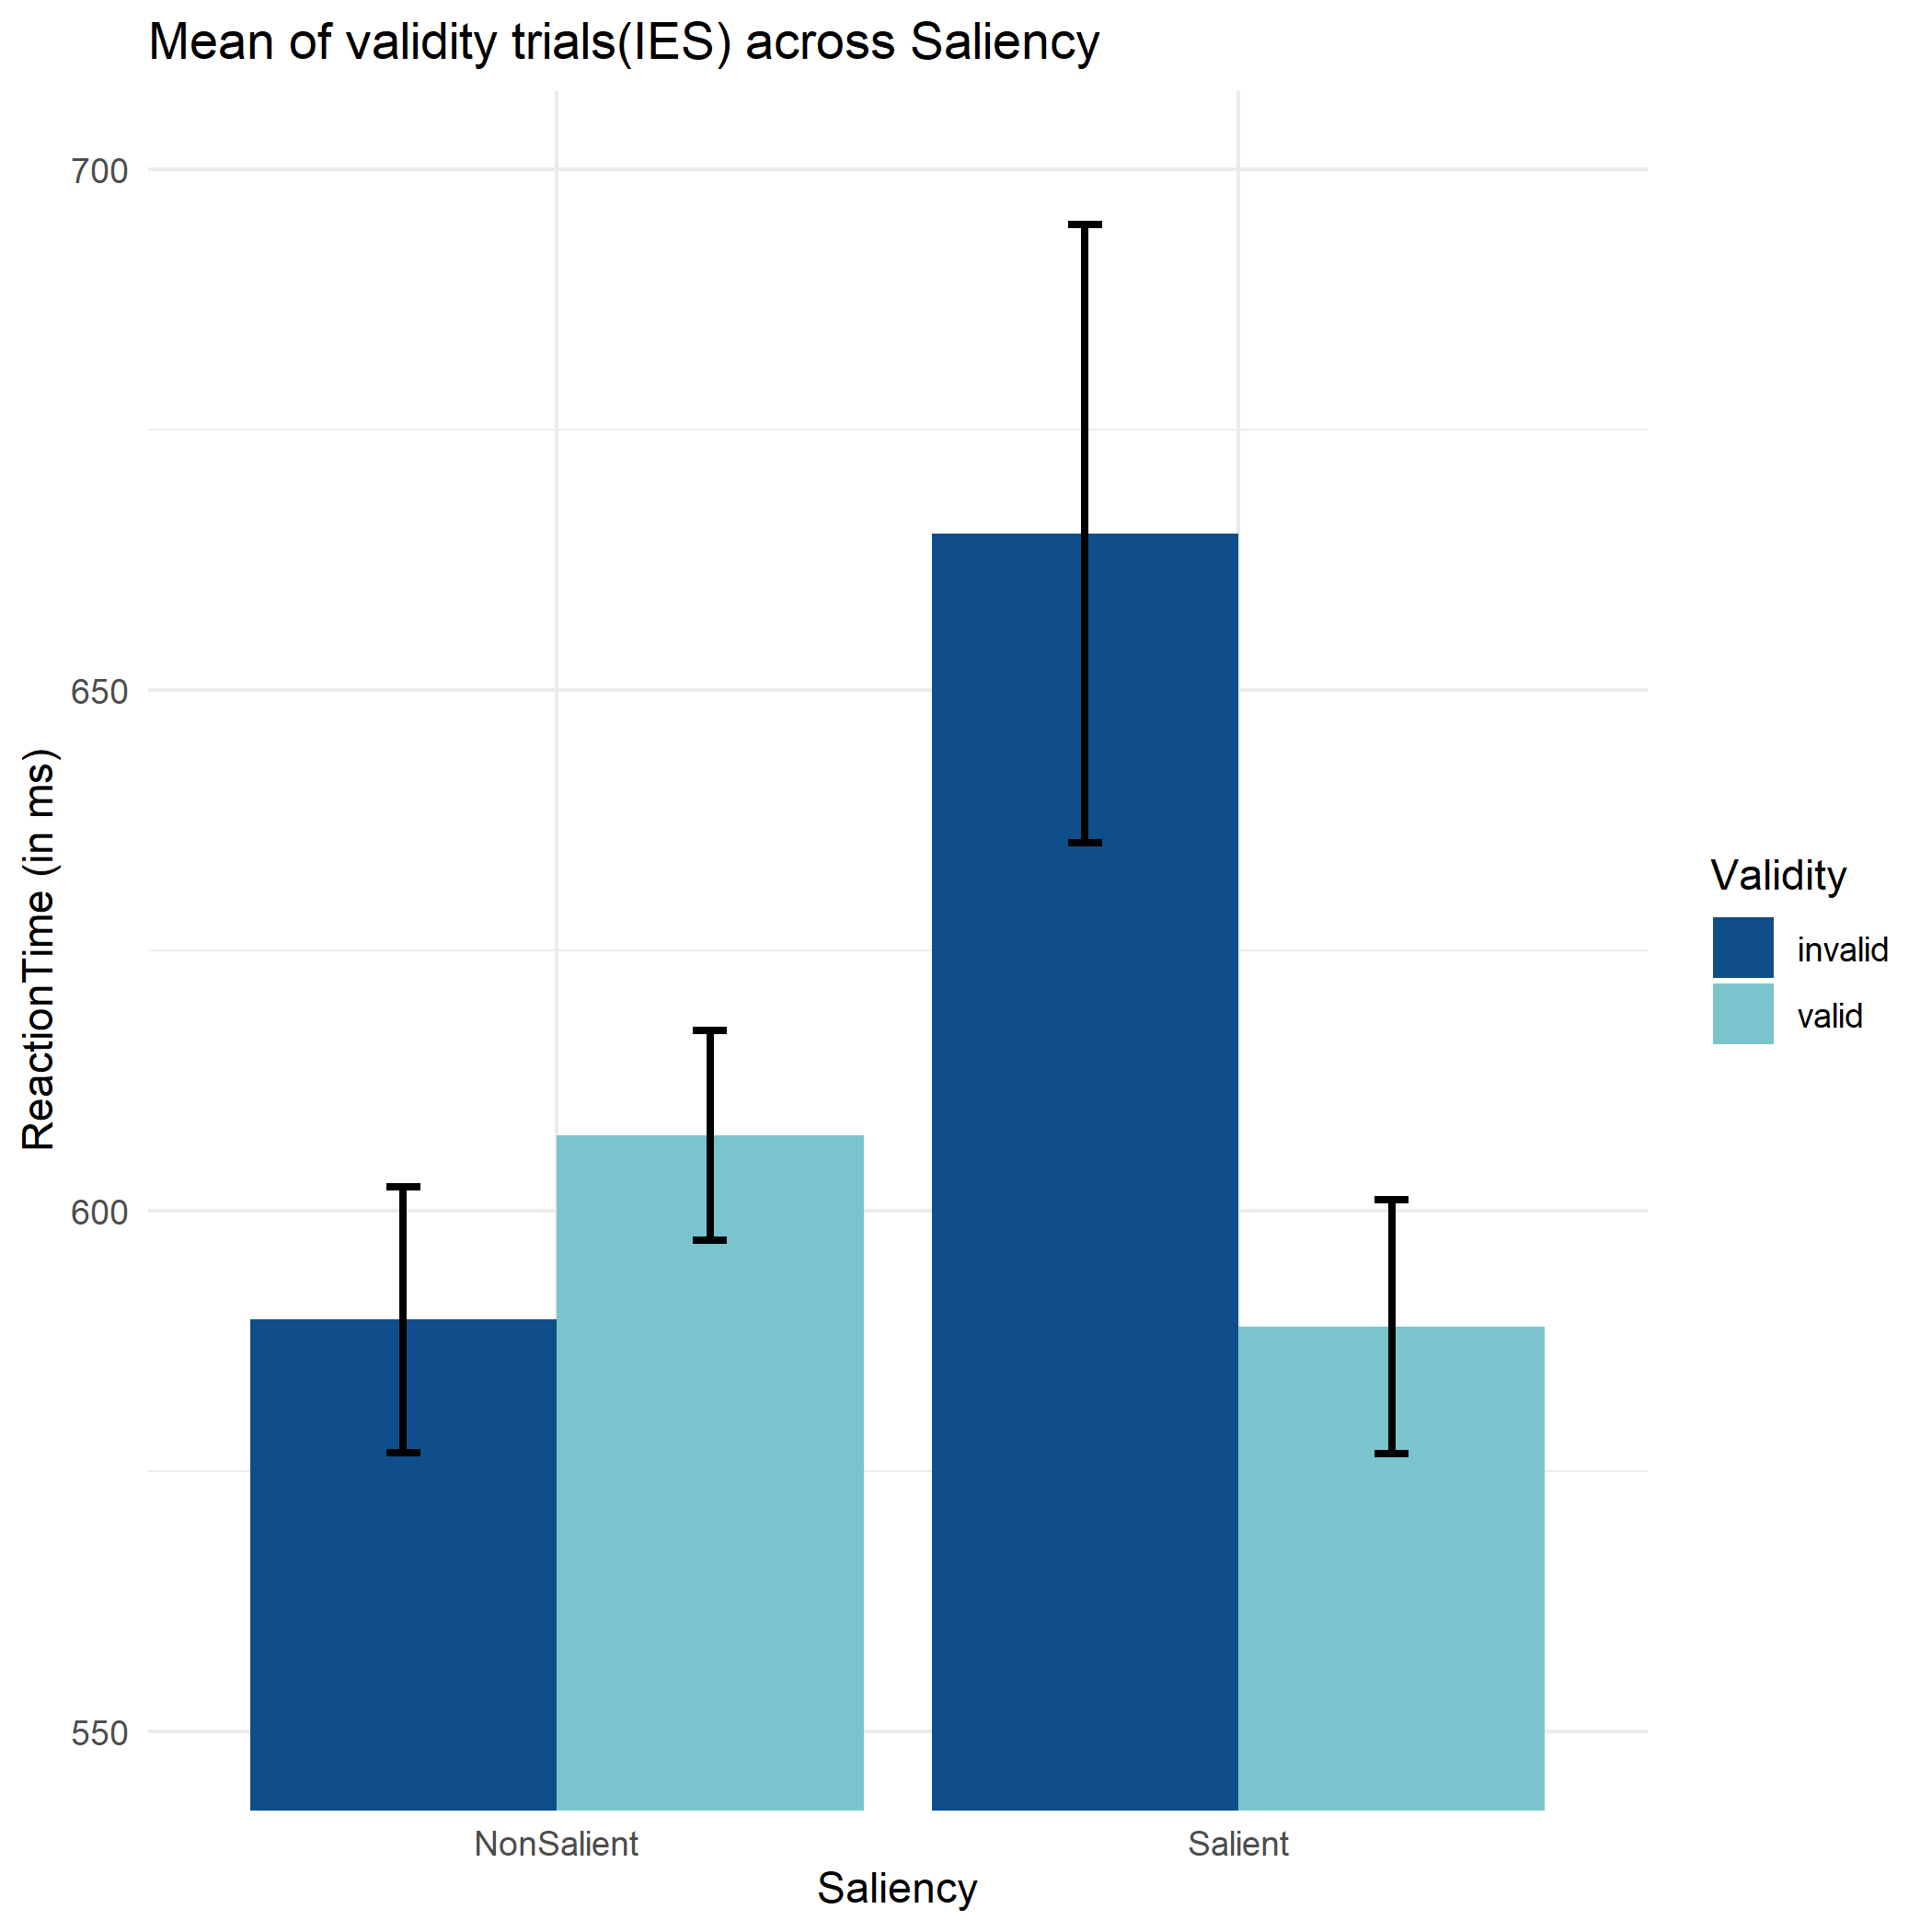 Mean of validity trials(IES) across Saliency
700
650
600
550
ReactionTime (in ms)
NonSalient
Salient
Saliency
Validity
invalid
valid